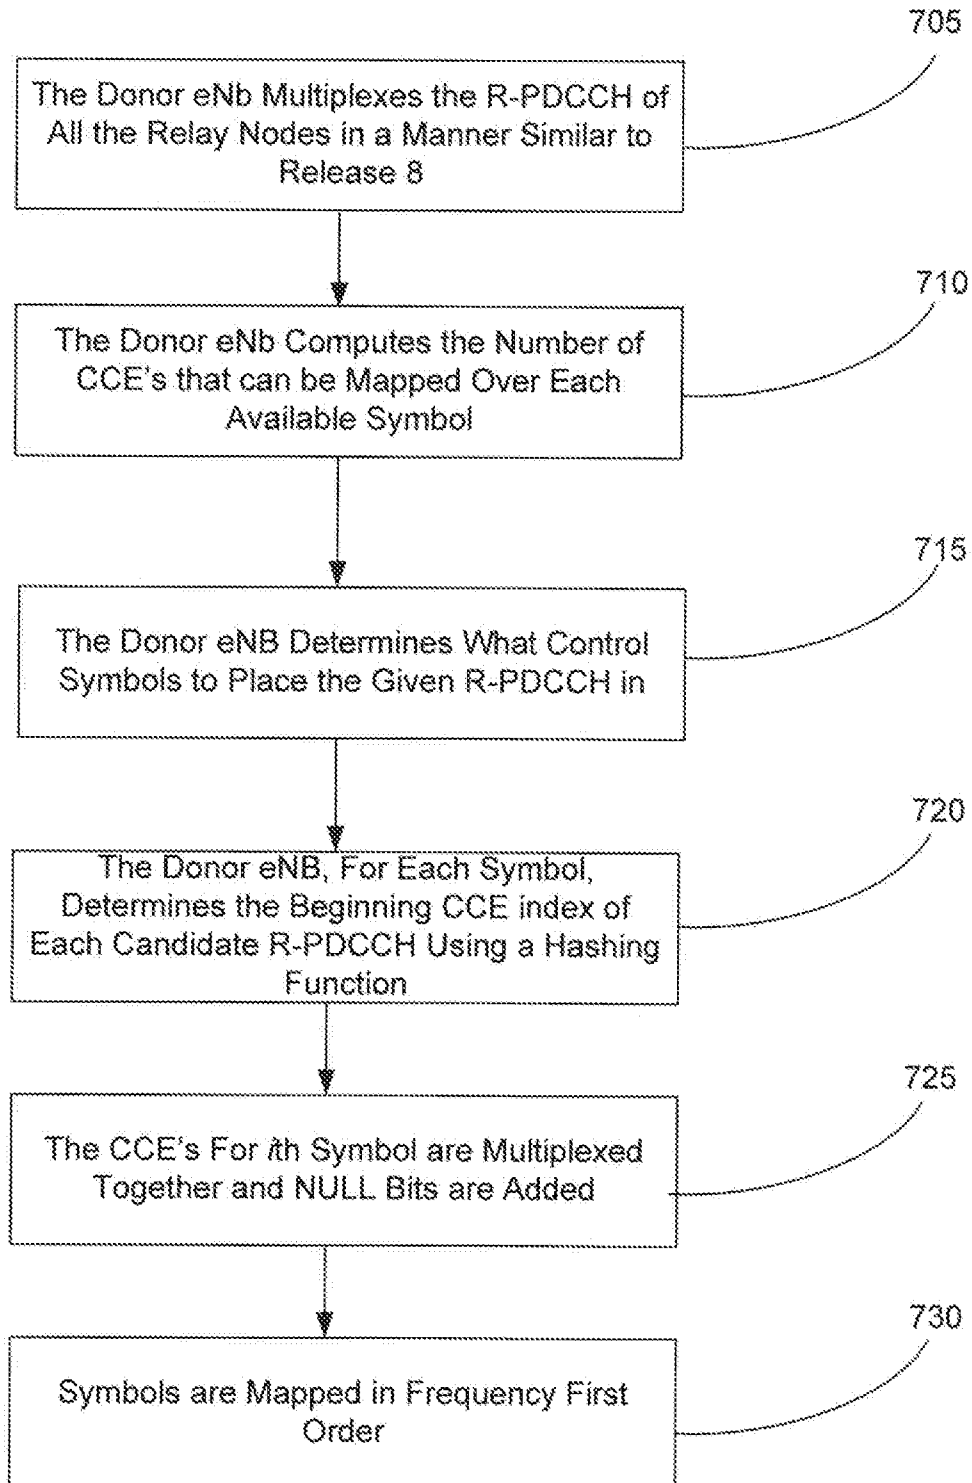 705
The Donor eNb Multiplexes the R-PDCCH of
All the Relay Nodes in a Manner Similar to
Release 8
710
The Donor eNb Computes the Number of
CCE's that can be Mapped Over Each
Available Symbol
715
The Donor eNB Determines What Control
Symbols to Place the Given R-PDCCH in
720
The Donor eNB, For Each Symbol,
Determines the Beginning CCE index of
Each Candidate R-PDCCH Using a Hashing
Function
725
The CCE's For ith Symbol are Multiplexed
Together and NULL Bits are Added
730
Symbols are Mapped in Frequency First
Order